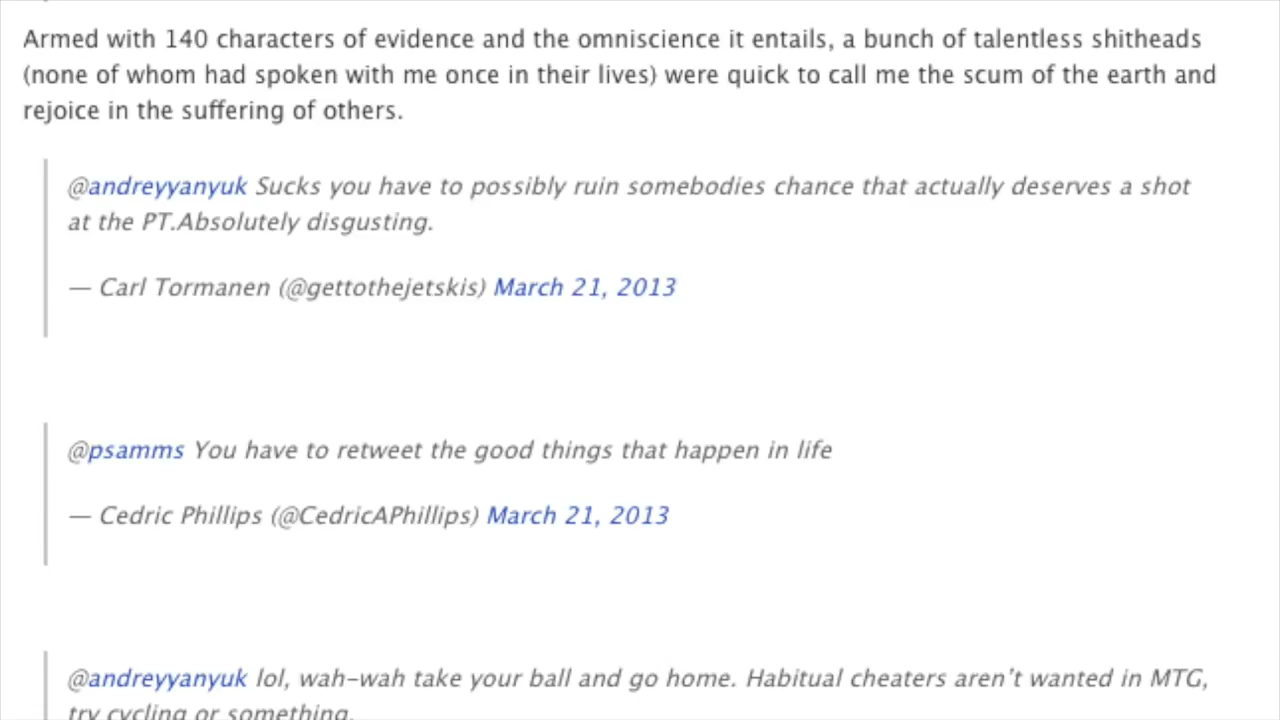 Armed with 140 characters of evidence and the omniscience it entails, a bunch of talentless shitheads
(none of whom had spoken with me once in their lives) were quick to call me the scum of the earth and
rejoice in the suffering of others.
@andreyyanyuk Sucks you have to possibly ruin somebodies chance that actually deserves a shot
at the PT.Absolutely disgusting.
— Carl Tormanen (@gettothejetskis) March 21, 2013
@psamms You have to retweet the good things that happen in life
— Cedric Phillips (@CedricAPhillips) March 21, 2013
@andreyyanyuk lol, wah-wah take your ball and go home. Habitual cheaters aren't wanted in MTG,
try cycling or something.